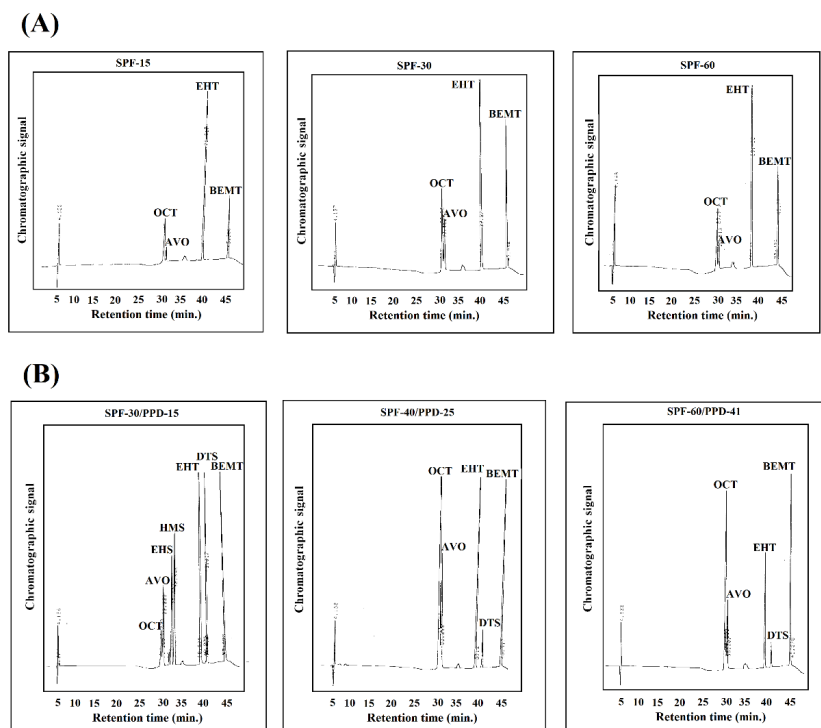 (A)
SPF-15
EHT
BEMT
OCT
AVO
Chromatographic signal
5 10 15 20 25 30 35 40 45
Retention time (min.)
SPF-30
EHT
BEMT
OCT
AVO
Chromatographic signal
5 10 15 20 25 30 35 40 45
Retention time (min.)
SPF-60
EHT
BEMT
OCT
AVO
Chromatographic signal
5 10 15 20 25 30 35 40 45
Retention time (min.)
(B)
SPF-30/PPD-15
DTS
EHT BEMT
HMS
EHS
AVO
OCT
Chromatographic signal
5 10 15 20 25 30 35 40 45
Retention time (min.)
SPF-40/PPD-25
OCT EHT
BEMT
AVO
DTS
Chromatographic signal
5 10 15 20 25 30 35 40 45
Retention time (min.)
SPF-60/PPD-41
BEMT
OCT
EHT
AVO
DTS
Chromatographic signal
5 10 15 20 25 30 35 40 45
Retention time (min.)